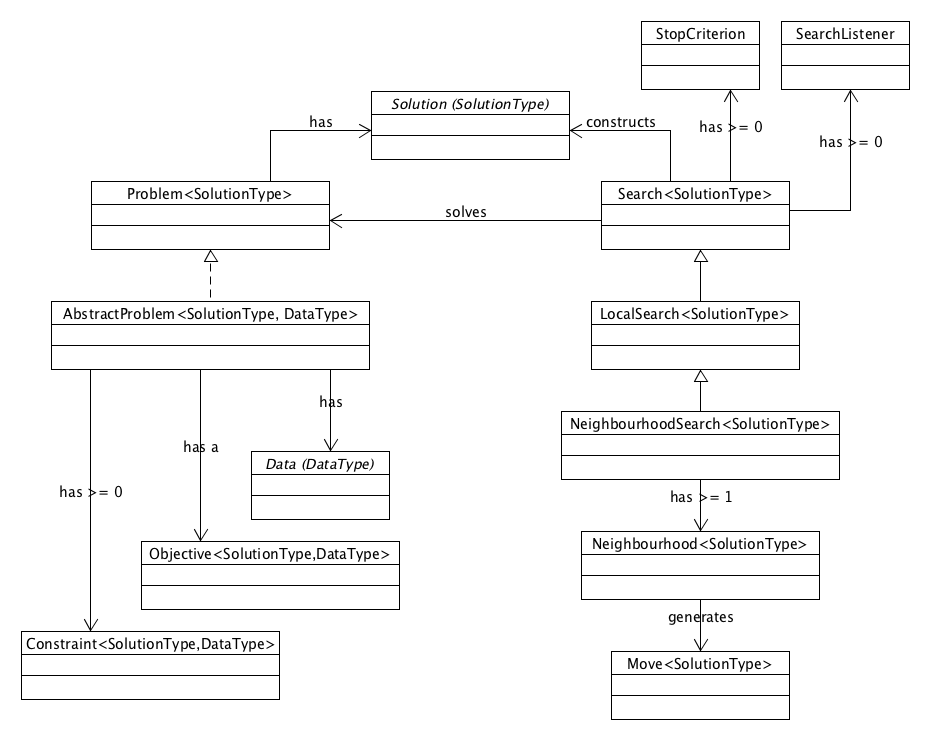 StopCriterion
SearchListener
Solution (SolutionType)
has
constructs
has >= 0
has >= 0
Problem<SolutionType>
Search<SolutionType>
solves
AbstractProblem<SolutionType, DataType>
LocalSearch<SolutionType>
has
NeighbourhoodSearch<SolutionType>
has a
Data (DataType)
has >= 0
has >= 1
Neighbourhood<SolutionType>
Objective<SolutionType,DataType>
generates
Constraint<SolutionType,DataType>
Move<SolutionType>